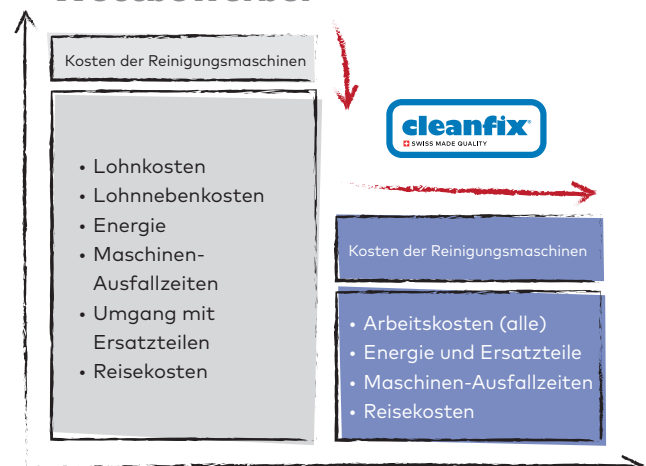 Kosten der Reinigungsmaschinen
• Lohnkosten
• Lohnnebenkosten
• Energie
• Maschinen-
Ausfallzeiten
• Umgang mit
Ersatzteilen
• Reisekosten
cleanfix
SWISS MADE QUALITY
Kosten der Reinigungsmaschinen
• Arbeitskosten (alle)
• Energie und Ersatzteile
• Maschinen-Ausfallzeiten
• Reisekosten